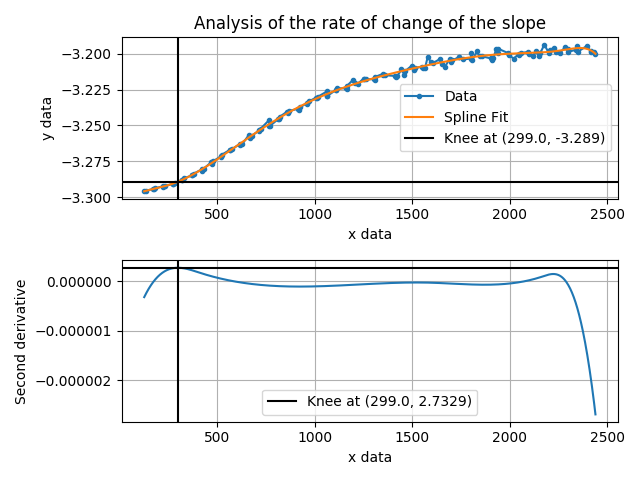 Analysis of the rate of change of the slope
−3.200
−3.225
−3.250
−3.275
−3.300
y data
Data
Spline Fit
Knee at (299.0, -3.289)
500
1000
1500
2000
2500
x data
0.000000
−0.000001
−0.000002
Second derivative
Knee at (299.0, 2.7329)
500
1000
1500
2000
2500
x data